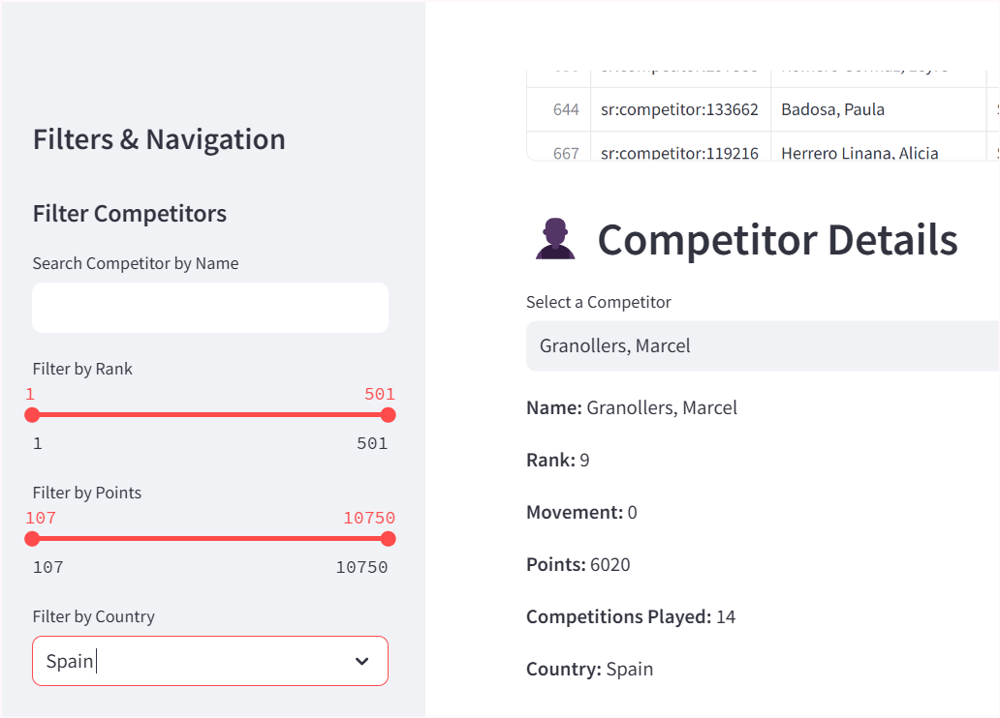 Filters & Navigation
Filter Competitors
Search Competitor by Name
Filter by Rank
1 501
1 501
Filter by Points
107 10750
107 10750
Filter by Country
Spain
644 sr:competitor:133662 Badosa, Paula
667 sr:competitor:119216 Herrero Linana, Alicia
Competitor Details
Select a Competitor
Granollers, Marcel
Name: Granollers, Marcel
Rank: 9
Movement: 0
Points: 6020
Competitions Played: 14
Country: Spain